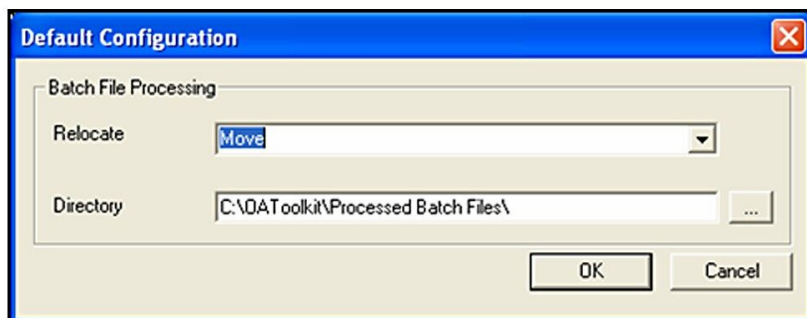 Default Configuration
Batch File Processing
Relocate
Move
Directory
C:\OAToolkit\Processed Batch Files\
...
OK
Cancel